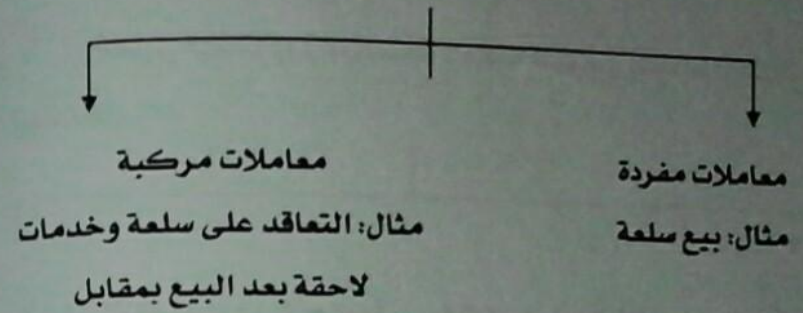 معاملات مفردة
مثال: بيع سلعة
معاملات مركبة
مثال: التعاقد على سلعة وخدمات
لاحقة بعد البيع بمقابل